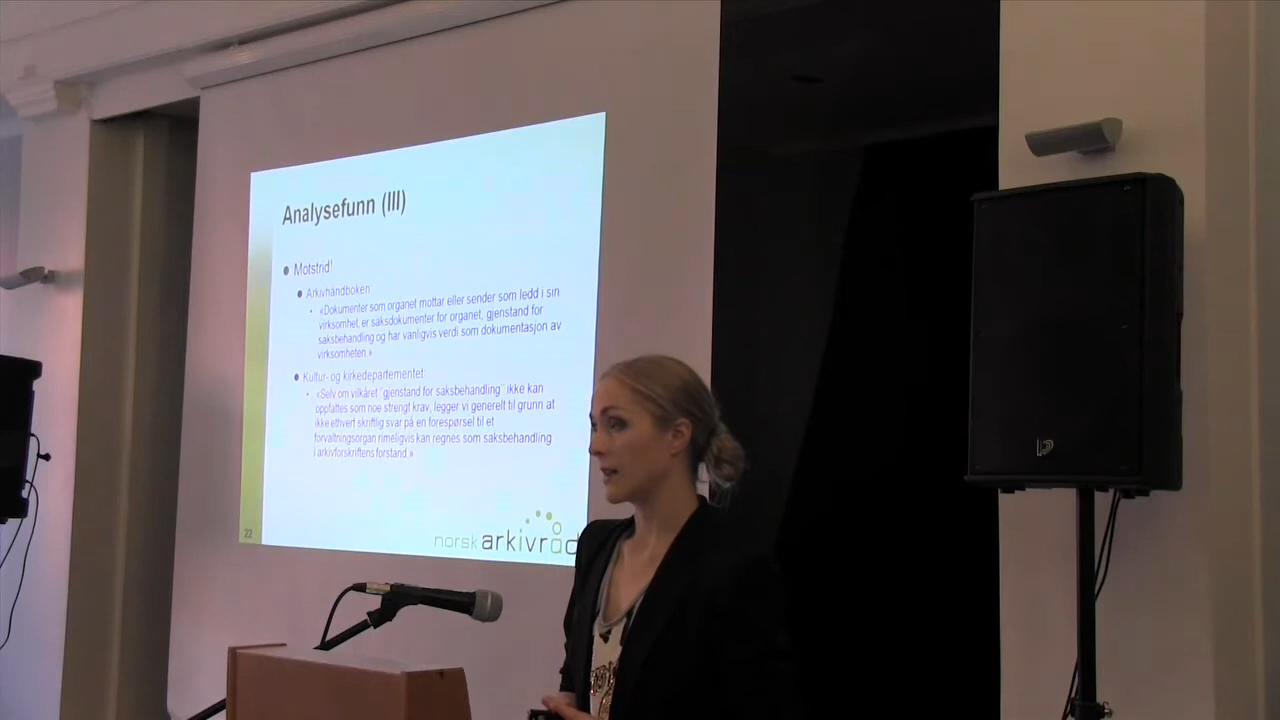 Analysefunn (III)
Motstrid!
Arkivhåndboken:
«Dokumenter som organet mottar eller sender som ledd i sin
virksomhet, er saksdokumenter for organet, gjenstand for
saksbehandling og har vanligvis verdi som dokumentasjon av
virksomheten.»
Kultur- og kirkedepartementet:
«Selv om vilkåret ¨gjenstand for saksbehandling¨ ikke kan
oppfattes som noe strengt krav, legger vi generelt til grunn at
ikke ethvert skriftlig svar på en forespørsel til et
forvaltningsorgan rimeligvis kan regnes som saksbehandling
i arkivforskriftens forstand.»
22
norsk arkivråd